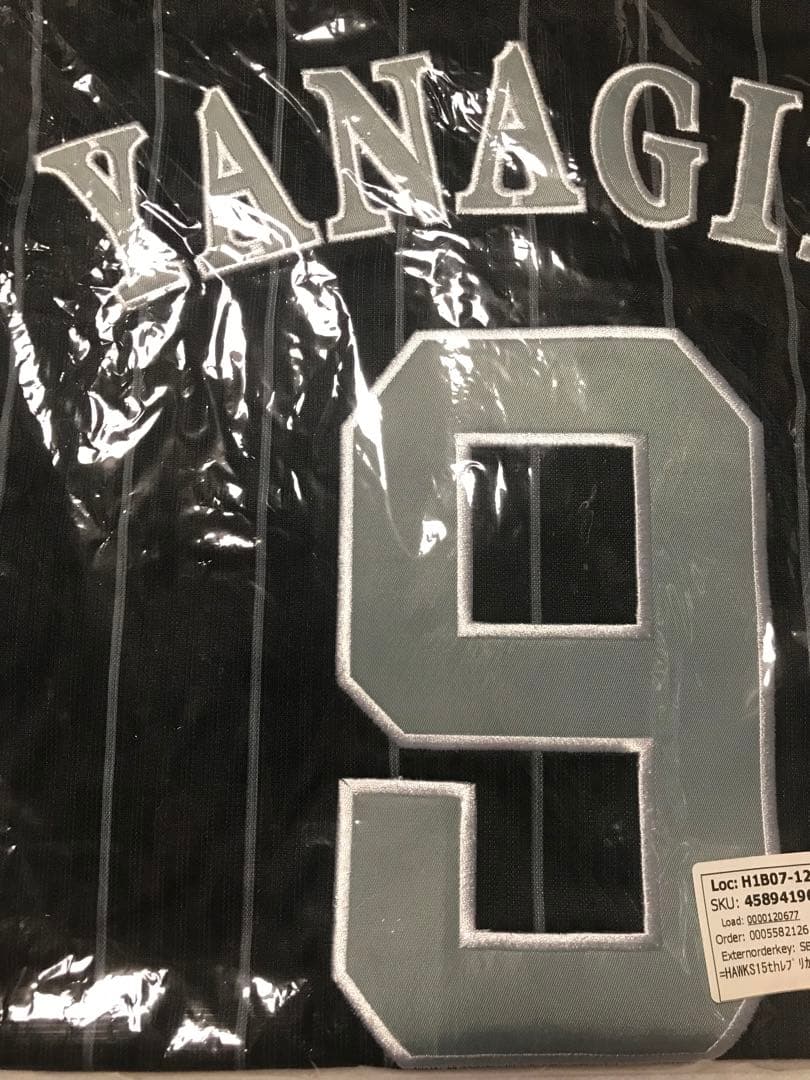 YANAGI
9
Loc: H1B07-12
SKU: 4589419
Load: 0000120677
Order: 0005582126
Externorderkey: SE
=HAWKS15thﾚﾌﾟﾘｶ